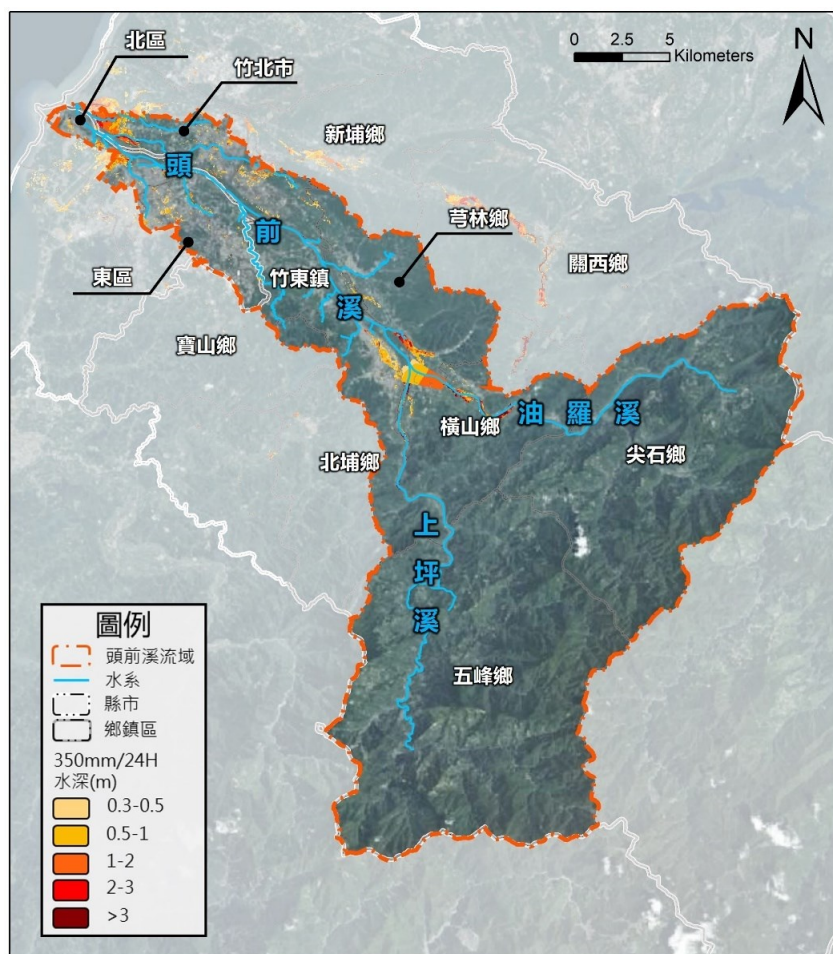 0 2.5 5
Kilometers
N
北區
竹北市
新埔鄉
頭
前
溪
芎林鄉
關西鄉
東區
竹東鎮
寶山鄉
橫山鄉
油羅溪
尖石鄉
北埔鄉
上
坪
溪
五峰鄉
圖例
頭前溪流域
水系
縣市
鄉鎮區
350mm/24H
水深(m)
0.3-0.5
0.5-1
1-2
2-3
>3